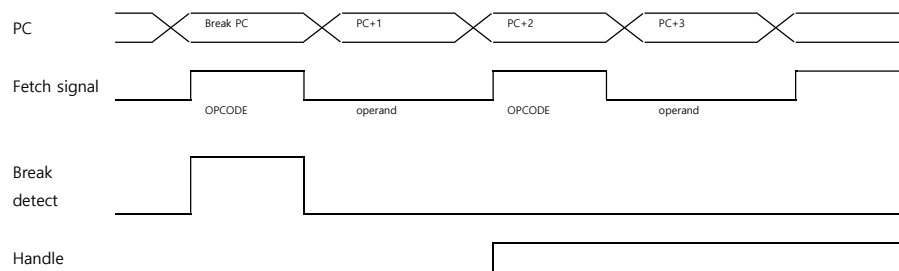 PC
Break PC PC+1 PC+2 PC+3
Fetch signal
OPCODE operand OPCODE operand
Break
detect
Handle